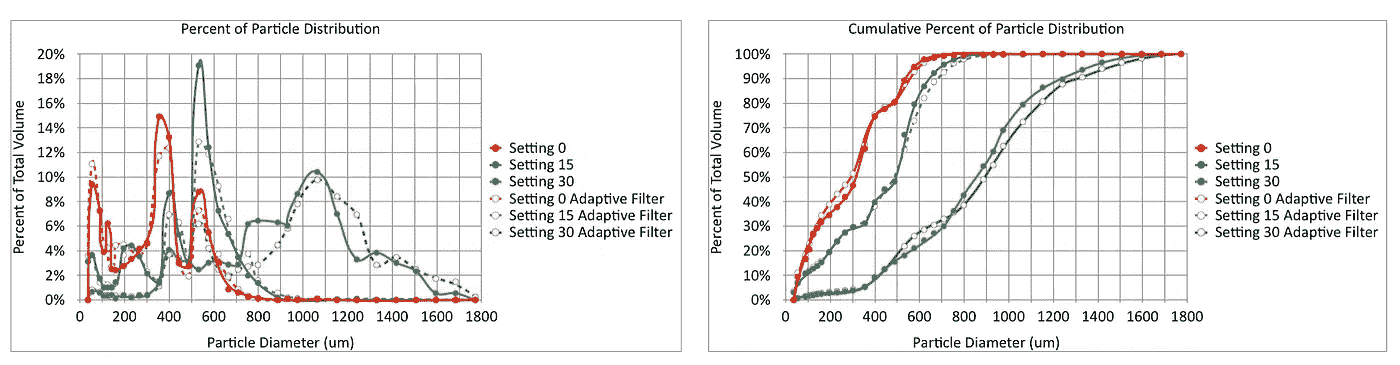 Percent of Particle Distribution
20%
18%
16%
14%
12%
10%
8%
6%
4%
2%
0%
Percent of Total Volume
0 200 400 600 800 1000 1200 1400 1600 1800
Particle Diameter (um)
Setting 0
Setting 15
Setting 30
Setting 0 Adaptive Filter
Setting 15 Adaptive Filter
Setting 30 Adaptive Filter
Cumulative Percent of Particle Distribution
100%
90%
80%
70%
60%
50%
40%
30%
20%
10%
0%
Percent of Total Volume
0 200 400 600 800 1000 1200 1400 1600 1800
Particle Diameter (um)
Setting 0
Setting 15
Setting 30
Setting 0 Adaptive Filter
Setting 15 Adaptive Filter
Setting 30 Adaptive Filter